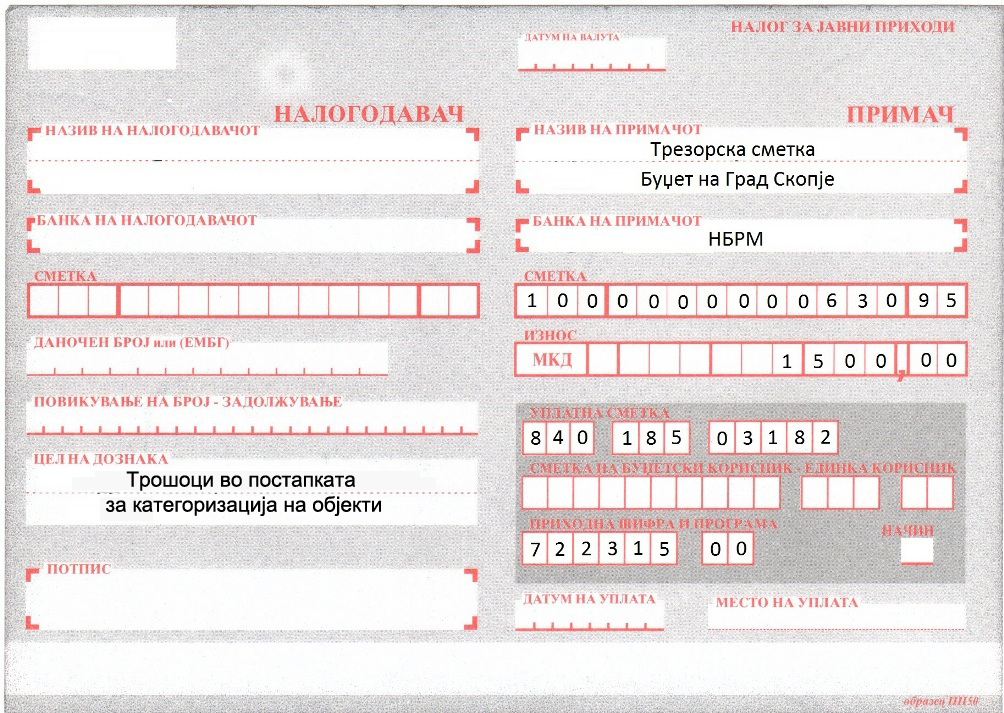 НАЛОГ ЗА ЈАВНИ ПРИХОДИ
ДАТУМ НА ВАЛУТА
НАЛОГОДАВАЧ
НАЗИВ НА НАЛОГОДАВАЧОТ
БАНКА НА НАЛОГОДАВАЧОТ
СМЕТКА
ДАНОЧЕН БРОЈ или (ЕМБГ)
ПОВИКУВАЊЕ НА БРОЈ - ЗАДОЛЖУВАЊЕ
ЦЕЛ НА ДОЗНАКА
Трошоци во постапката
за категоризација на објекти
ПОТПИС
ПРИМАЧ
НАЗИВ НА ПРИМАЧОТ
Трезорска сметка
Буџет на Град Скопје
БАНКА НА ПРИМАЧОТ
НБРМ
СМЕТКА
100 0000000630 95
ИЗНОС
МКД 1500,00
УПЛАТНА СМЕТКА
840 185 03182
СМЕТКА НА БУЏЕТСКИ КОРИСНИК - ЕДИНКА КОРИСНИК
ПРИХОДНА ШИФРА И ПРОГРАМА
НАЧИН
722315 00
ДАТУМ НА УПЛАТА
МЕСТО НА УПЛАТА
образец ПП50